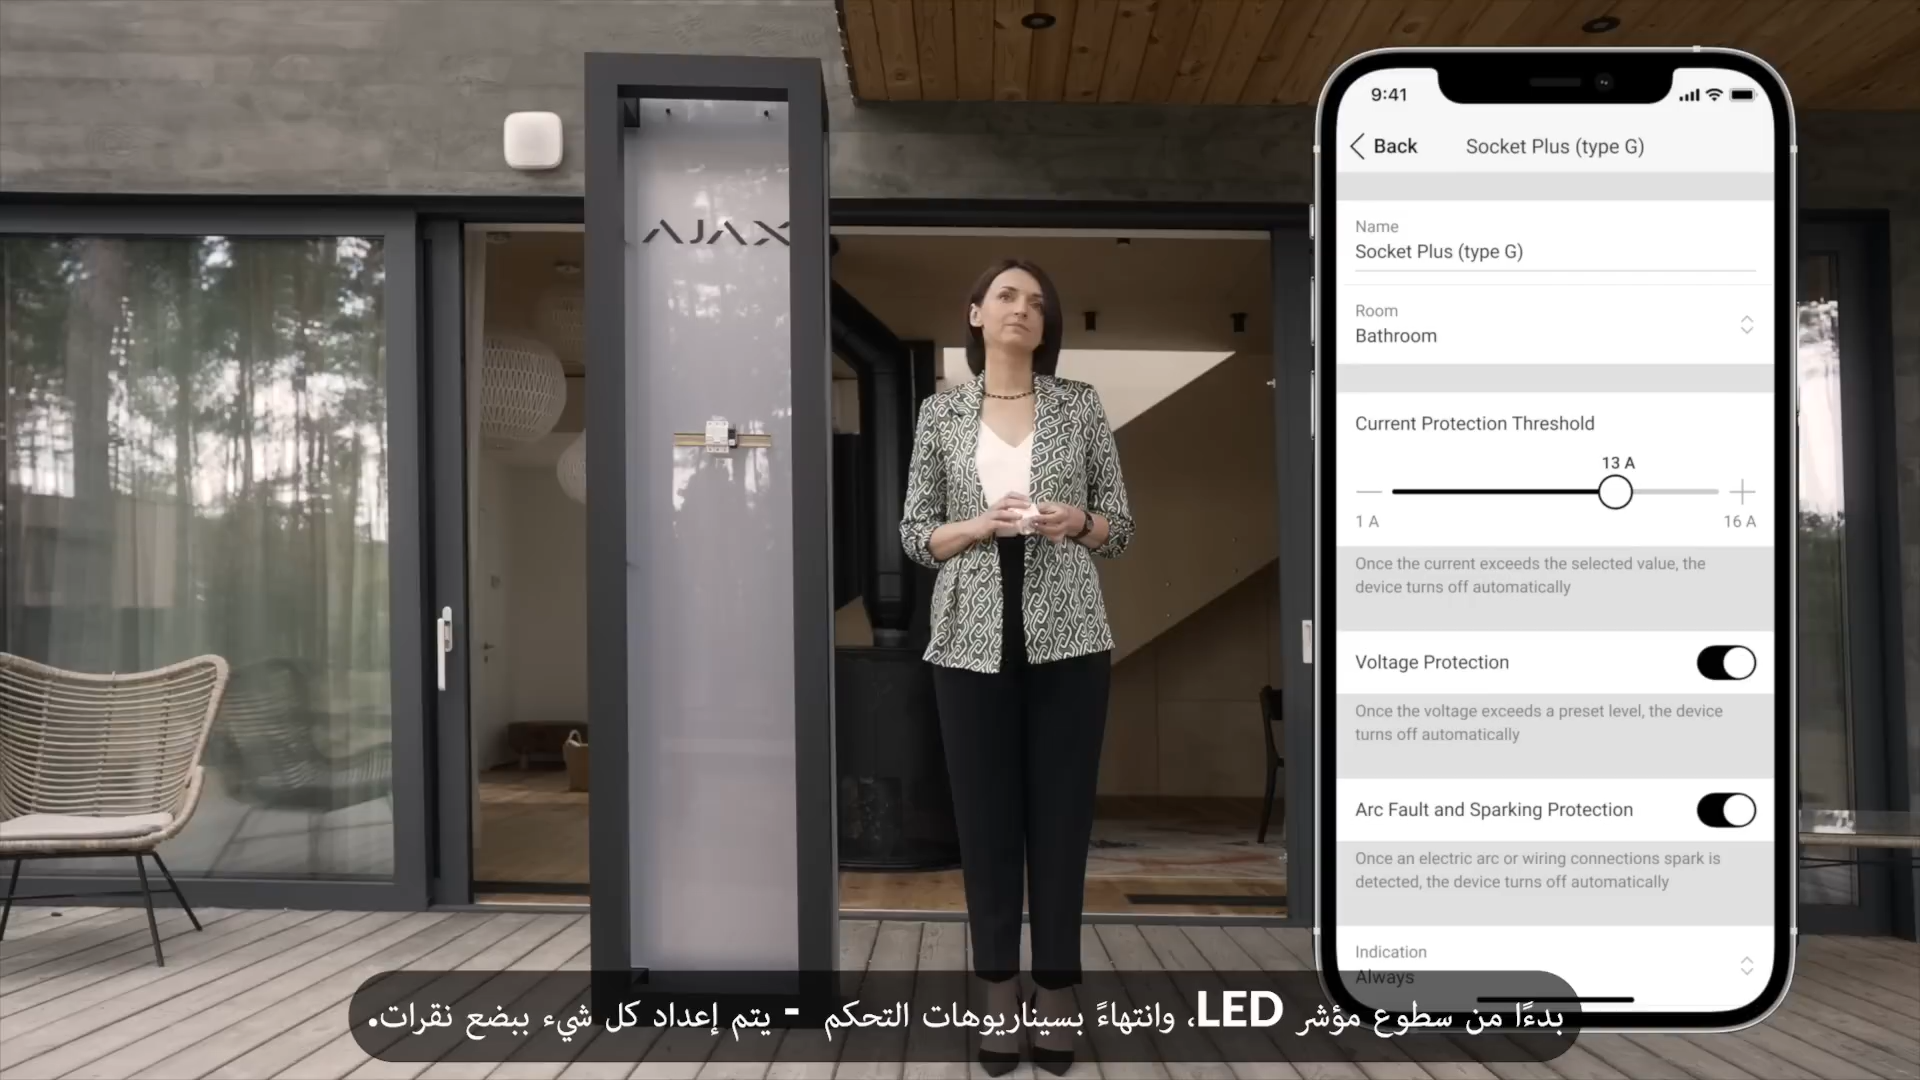 AJAX
9:41
Back
Socket Plus (type G)
Name
Socket Plus (type G)
Room
Bathroom
Current Protection Threshold
13 A
1 A
16 A
Once the current exceeds the selected value, the
device turns off automatically
Voltage Protection
Once the voltage exceeds a preset level, the device
turns off automatically
Arc Fault and Sparking Protection
Once an electric arc or wiring connections spark is
detected, the device turns off automatically
Indication
Always
بدءًا من سطوع مؤشر LED، وانتهاءً بسيناريوهات التحكم - يتم إعداد كل شيء ببضع نقرات.